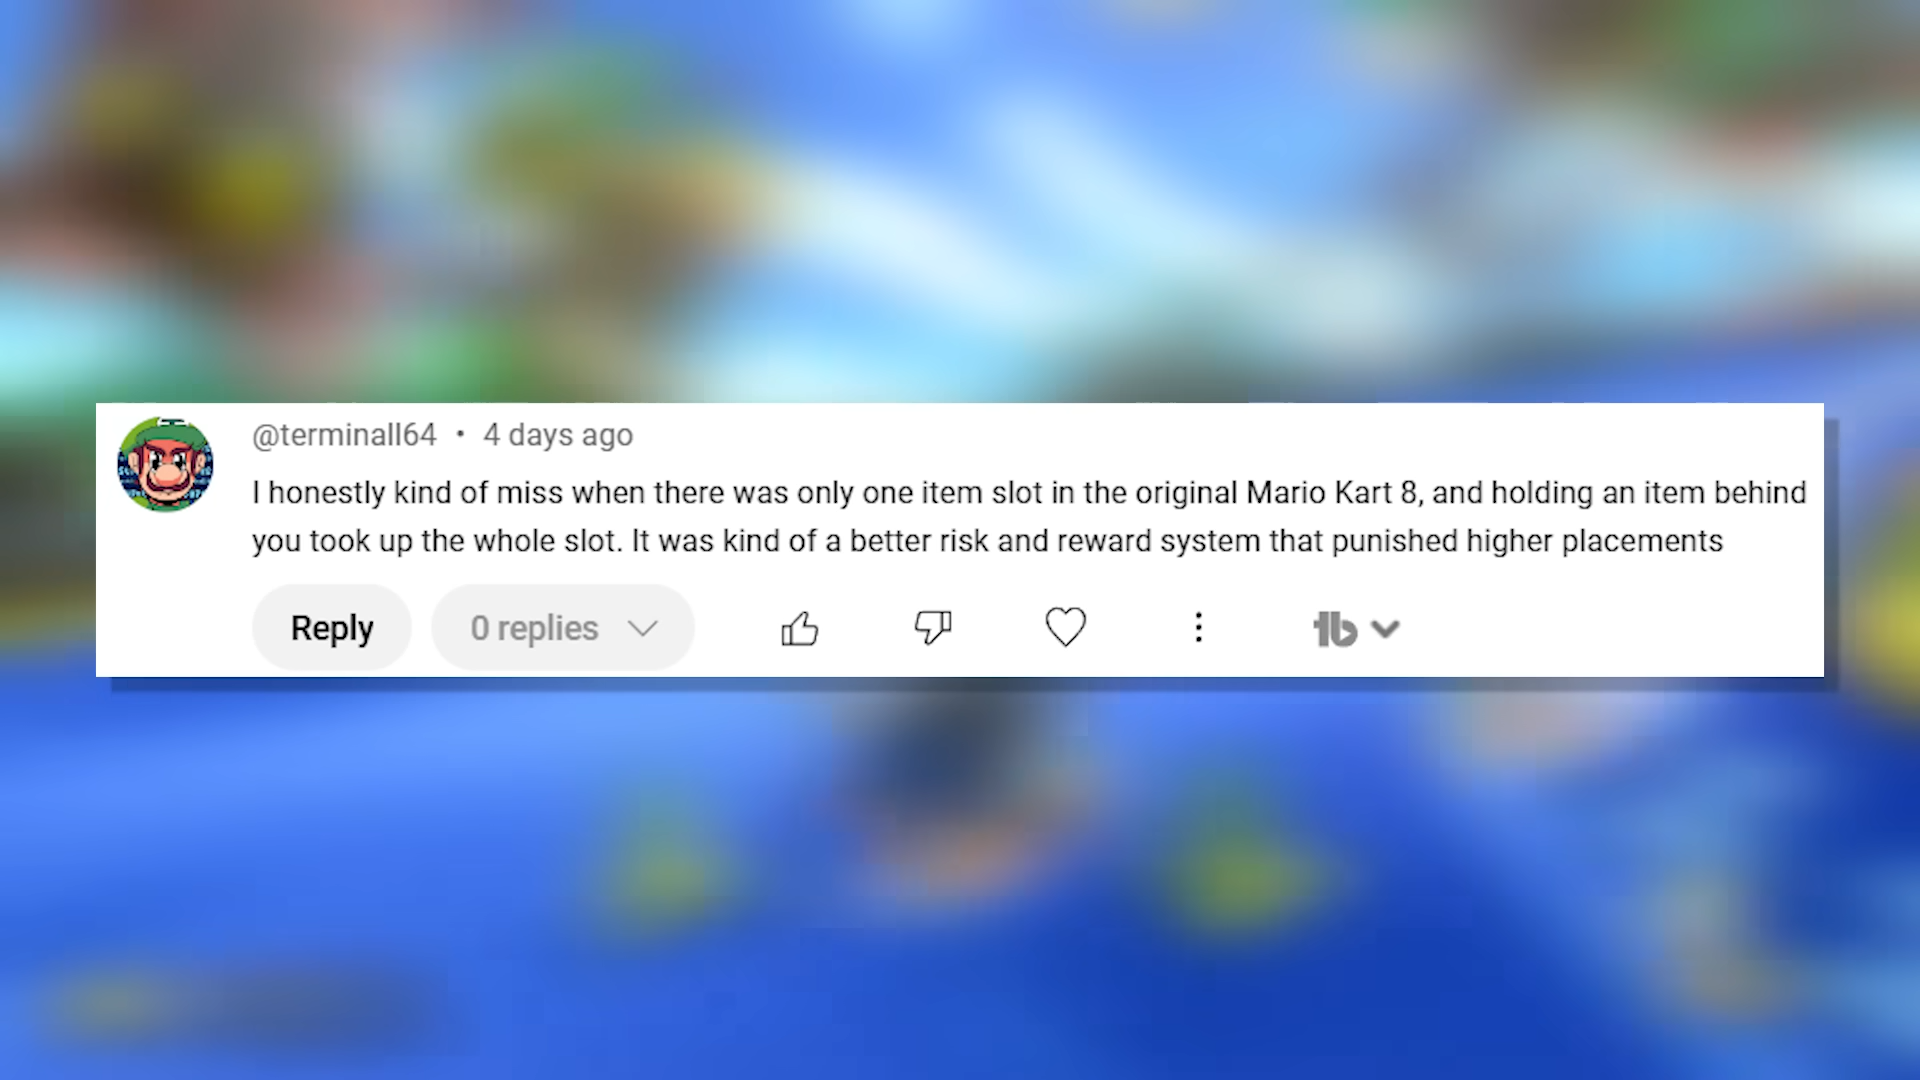 @terminall64 • 4 days ago
I honestly kind of miss when there was only one item slot in the original Mario Kart 8, and holding an item behind
you took up the whole slot. It was kind of a better risk and reward system that punished higher placements
Reply 0 replies
tb